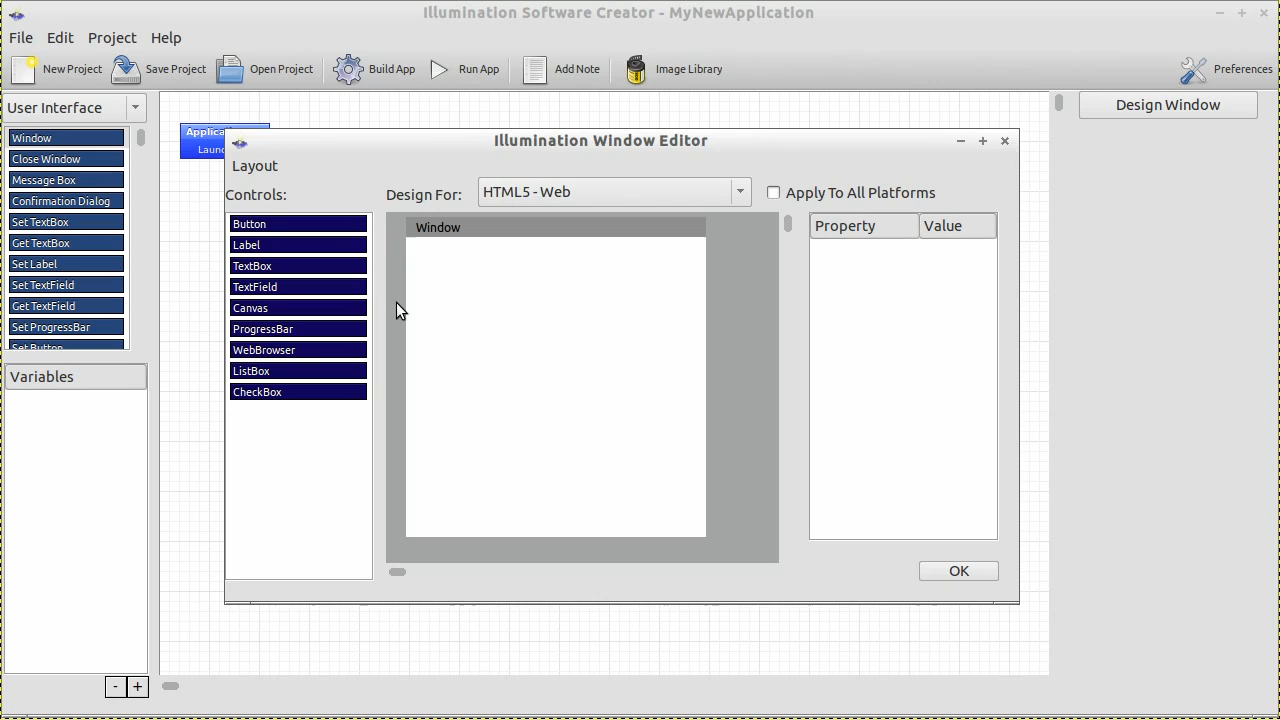 Illumination Software Creator - MyNewApplication
File Edit Project Help
New Project Save Project Open Project Build App Run App Add Note Image Library Preferences
User Interface
Window
Close Window
Message Box
Confirmation Dialog
Set TextBox
Get TextBox
Set Label
Set TextField
Get TextField
Set ProgressBar
Set Button
Variables
- +
Design Window
Illumination Window Editor
Layout
Controls:
Design For: HTML5 - Web Apply To All Platforms
Button
Label
TextBox
TextField
Canvas
ProgressBar
WebBrowser
ListBox
CheckBox
Window
Property Value
OK